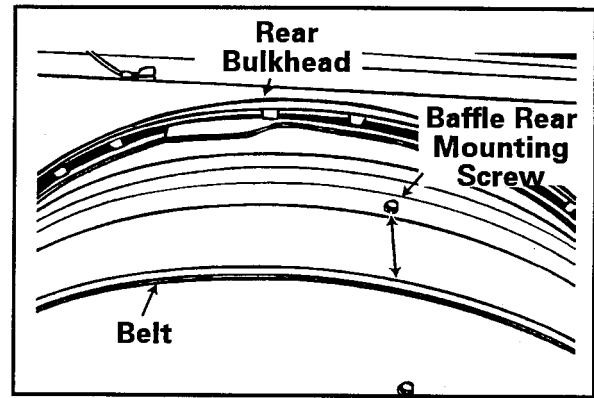 Rear
Bulkhead
Baffle Rear
Mounting
Screw
Belt